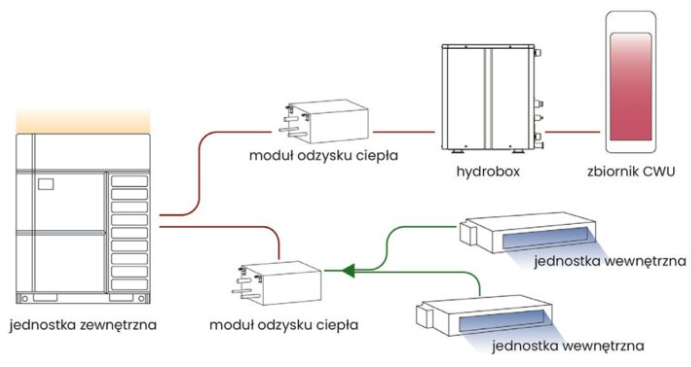 moduł odzysku ciepła
hydrobox
zbiornik CWU
jednostka wewnętrzna
jednostka zewnętrzna
moduł odzysku ciepła
jednostka wewnętrzna